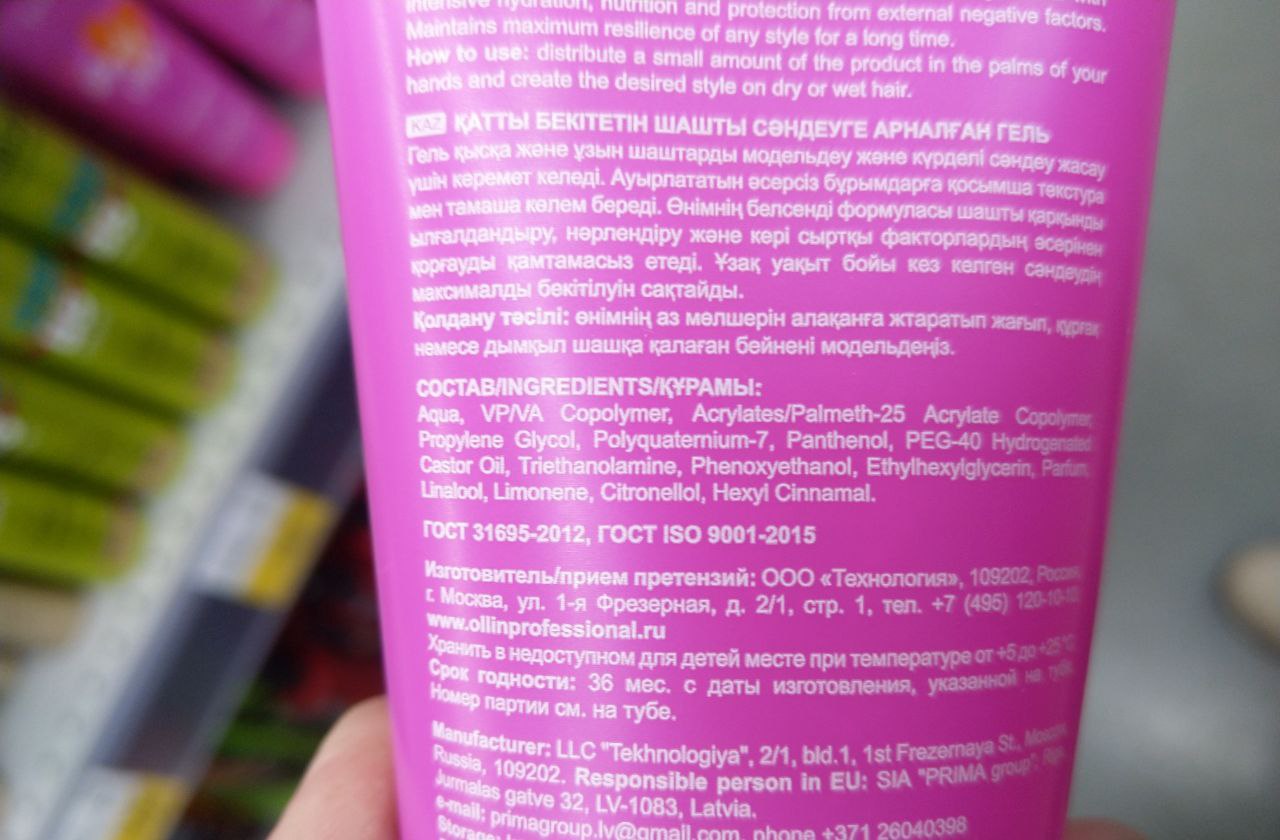 intensive hydration, nutrition and protection from external negative factors.
Maintains maximum resilience of any style for a long time.
How to use: distribute a small amount of the product in the palms of your
hands and create the desired style on dry or wet hair.
KAZ ҚАТТЫ БЕКІТЕТІН ШАШТЫ СӘНДЕУГЕ АРНАЛҒАН ГЕЛЬ
Гель қысқа және ұзын шаштарды модельдеу және күрделі сәндеу жасау
үшін керемет келеді. Ауырпататын әсерсіз бұрымдарға қосымша текстура
мен тамаша көлем береді. Өнімнің белсенді формуласы шашты қарқынды
ылғалдандыру, нәрлендіру және кері сыртқы факторлардың әсерінен
қорғауды қамтамасыз етеді. Ұзақ уақыт бойы кез келген сәндеудің
максималды бекітілуін сақтайды.
Қолдану тәсілі: өнімнің аз мөлшерін алақанға жтаратып жағып, құрғақ
немесе дымқыл шашқа қалаған бейнені модельдеңіз.
СОСТАВ/INGREDIENTS/ҚҰРАМЫ:
Aqua, VP/VA Copolymer, Acrylates/Palmeth-25 Acrylate Copolymer,
Propylene Glycol, Polyquaternium-7, Panthenol, PEG-40 Hydrogenated
Castor Oil, Triethanolamine, Phenoxyethanol, Ethylhexylglycerin, Parfum,
Linalool, Limonene, Citronellol, Hexyl Cinnamal.
ГОСТ 31695-2012, ГОСТ ISO 9001-2015
Изготовитель/прием претензий: ООО «Технология», 109202, Россия,
г. Москва, ул. 1-я Фрезерная, д. 2/1, стр. 1, тел. +7 (495) 120-10-10,
www.ollinprofessional.ru
Хранить в недоступном для детей месте при температуре от +5 до +25 °C.
Срок годности: 36 мес. с даты изготовления, указанной на тубе.
Номер партии см. на тубе.
Manufacturer: LLC "Tekhnologiya", 2/1, bld.1, 1st Frezernaya St., Moscow,
Russia, 109202. Responsible person in EU: SIA "PRIMA group", Riga,
Jurmalas gatve 32, LV-1083, Latvia.
e-mail: primagroup.lv@gmail.com, phone +371 26040398
Storage: